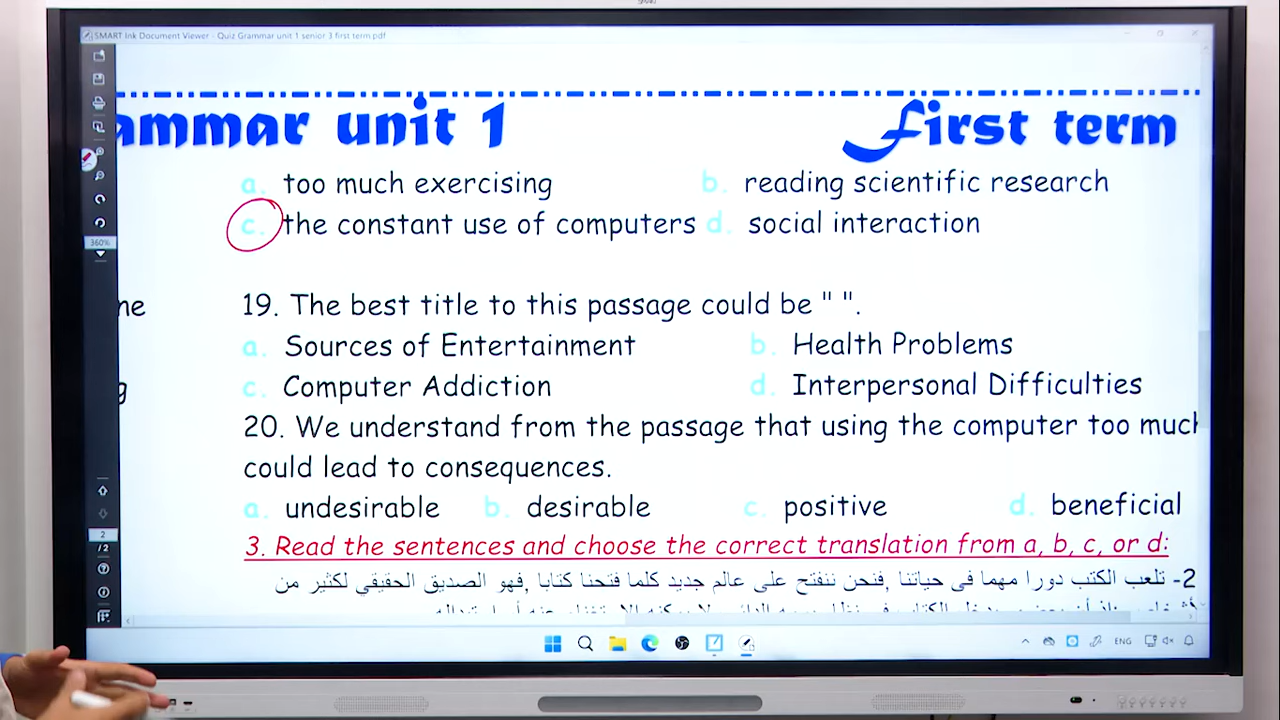 SMART Ink Document Viewer - Quiz Grammar unit 1 senior 3 first term.pdf
ammar unit 1 first term
a. too much exercising b. reading scientific research
c. the constant use of computers d. social interaction
ne
19. The best title to this passage could be " ".
a. Sources of Entertainment b. Health Problems
g c. Computer Addiction d. Interpersonal Difficulties
20. We understand from the passage that using the computer too much
could lead to consequences.
a. undesirable b. desirable c. positive d. beneficial
3. Read the sentences and choose the correct translation from a, b, c, or d:
2- تلعب الكتب دورا مهما فى حياتنا ,فنحن ننفتح على عالم جديد كلما فتحنا كتابا ,فهو الصديق الحقيقى لكثير من
360%
2
/ 2
ENG